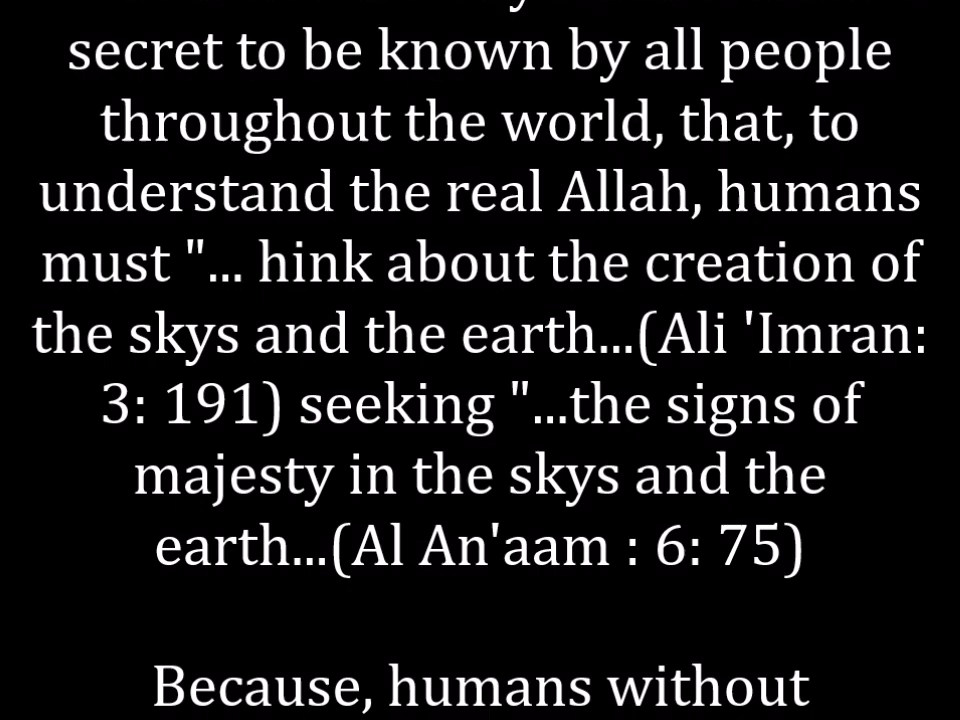 secret to be known by all people
throughout the world, that, to
understand the real Allah, humans
must "... hink about the creation of
the skys and the earth...(Ali 'Imran:
3: 191) seeking "...the signs of
majesty in the skys and the
earth...(Al An'aam : 6: 75)
Because, humans without